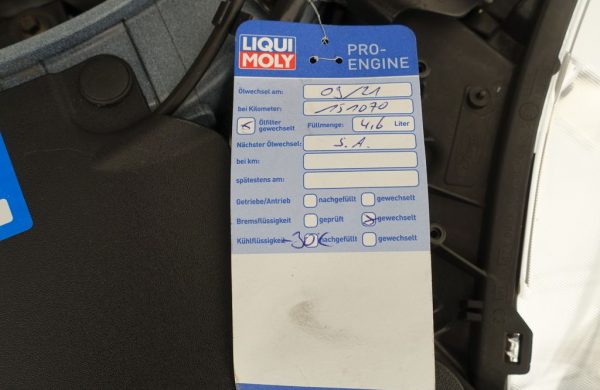 LIQUI
MOLY
PRO-
ENGINE
Ölwechsel am: 09/21
bei Kilometer: 151070
Ölfilter gewechselt Füllmenge: 4,6 Liter
Nächster Ölwechsel: S.A.
bei km:
spätestens am:
Getriebe/Antrieb nachgefüllt gewechselt
Bremsflüssigkeit geprüft gewechselt
Kühlflüssigkeit -30€ nachgefüllt gewechselt